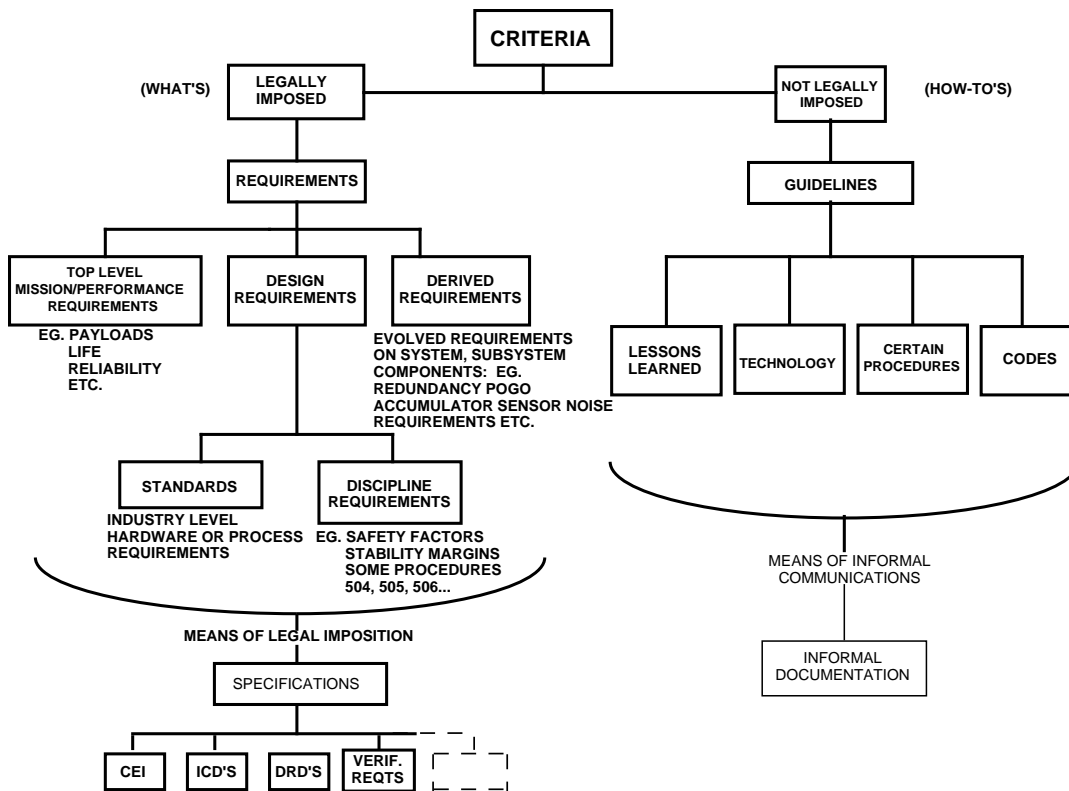 CRITERIA
(WHAT'S)
LEGALLY
IMPOSED
NOT LEGALLY
IMPOSED
(HOW-TO'S)
REQUIREMENTS
GUIDELINES
TOP LEVEL
MISSION/PERFORMANCE
REQUIREMENTS
DESIGN
REQUIREMENTS
DERIVED
REQUIREMENTS
EG. PAYLOADS
LIFE
RELIABILITY
ETC.
EVOLVED REQUIREMENTS
ON SYSTEM, SUBSYSTEM
COMPONENTS: EG.
REDUNDANCY POGO
ACCUMULATOR SENSOR NOISE
REQUIREMENTS ETC.
LESSONS
LEARNED
TECHNOLOGY
CERTAIN
PROCEDURES
CODES
STANDARDS
DISCIPLINE
REQUIREMENTS
INDUSTRY LEVEL
HARDWARE OR PROCESS
REQUIREMENTS
EG. SAFETY FACTORS
STABILITY MARGINS
SOME PROCEDURES
504, 505, 506...
MEANS OF INFORMAL
COMMUNICATIONS
MEANS OF LEGAL IMPOSITION
SPECIFICATIONS
INFORMAL
DOCUMENTATION
CEI
ICD'S
DRD'S
VERIF.
REQTS